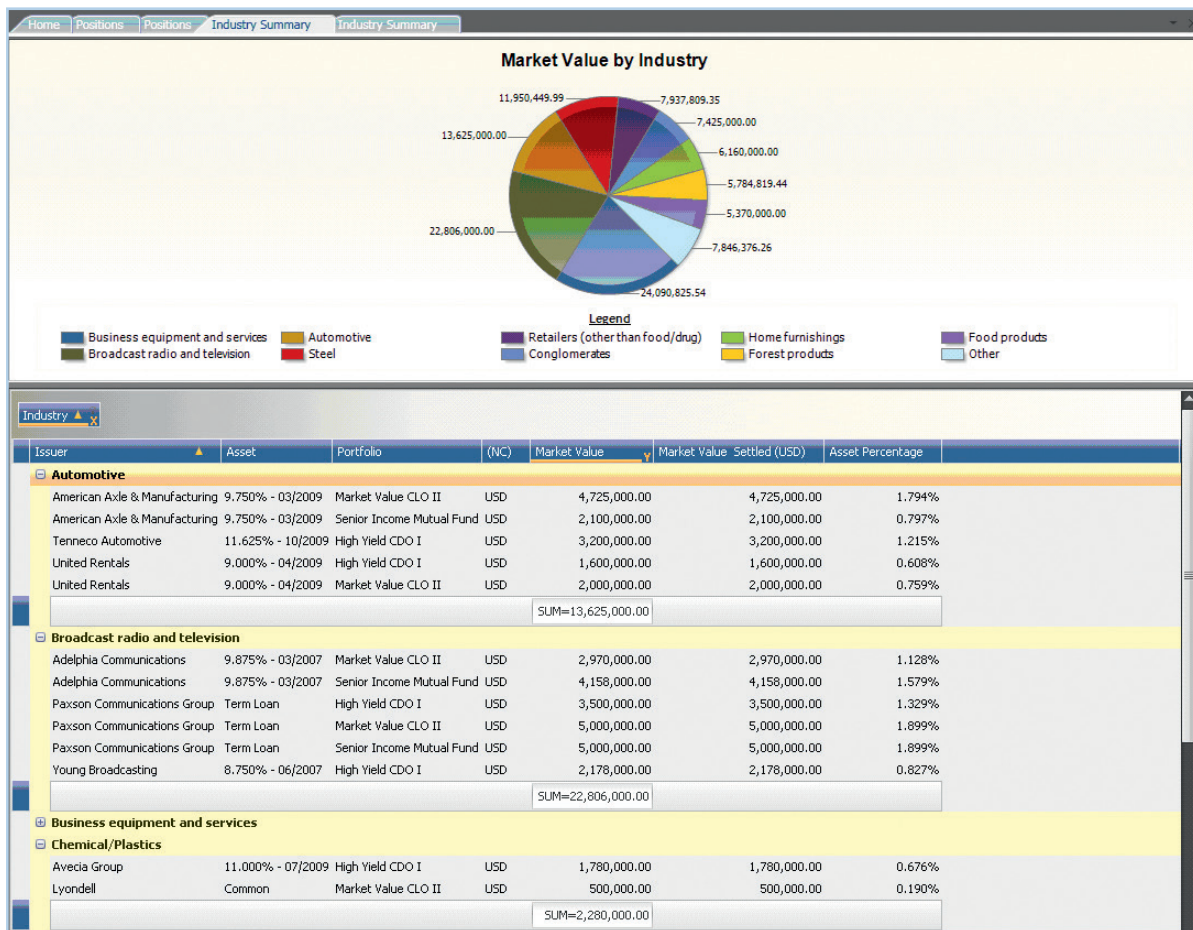 Home Positions Positions Industry Summary Industry Summary
Market Value by Industry
11,950,449.99 7,937,809.35
7,425,000.00
13,625,000.00
6,160,000.00
5,784,819.44
5,370,000.00
22,806,000.00
7,846,376.26
24,090,825.54
Legend
Business equipment and services Automotive Retailers (other than food/drug) Home furnishings Food products
Broadcast radio and television Steel Conglomerates Forest products Other
Industry
Issuer Asset Portfolio (NC) Market Value Market Value Settled (USD) Asset Percentage
Automotive
American Axle & Manufacturing 9.750% - 03/2009 Market Value CLO II USD 4,725,000.00 4,725,000.00 1.794%
American Axle & Manufacturing 9.750% - 03/2009 Senior Income Mutual Fund USD 2,100,000.00 2,100,000.00 0.797%
Tenneco Automotive 11.625% - 10/2009 High Yield CDO I USD 3,200,000.00 3,200,000.00 1.215%
United Rentals 9.000% - 04/2009 High Yield CDO I USD 1,600,000.00 1,600,000.00 0.608%
United Rentals 9.000% - 04/2009 Market Value CLO II USD 2,000,000.00 2,000,000.00 0.759%
SUM=13,625,000.00
Broadcast radio and television
Adelphia Communications 9.875% - 03/2007 Market Value CLO II USD 2,970,000.00 2,970,000.00 1.128%
Adelphia Communications 9.875% - 03/2007 Senior Income Mutual Fund USD 4,158,000.00 4,158,000.00 1.579%
Paxson Communications Group Term Loan High Yield CDO I USD 3,500,000.00 3,500,000.00 1.329%
Paxson Communications Group Term Loan Market Value CLO II USD 5,000,000.00 5,000,000.00 1.899%
Paxson Communications Group Term Loan Senior Income Mutual Fund USD 5,000,000.00 5,000,000.00 1.899%
Young Broadcasting 8.750% - 06/2007 High Yield CDO I USD 2,178,000.00 2,178,000.00 0.827%
SUM=22,806,000.00
Business equipment and services
Chemical/Plastics
Avecia Group 11.000% - 07/2009 High Yield CDO I USD 1,780,000.00 1,780,000.00 0.676%
Lyondell Common Market Value CLO II USD 500,000.00 500,000.00 0.190%
SUM=2,280,000.00